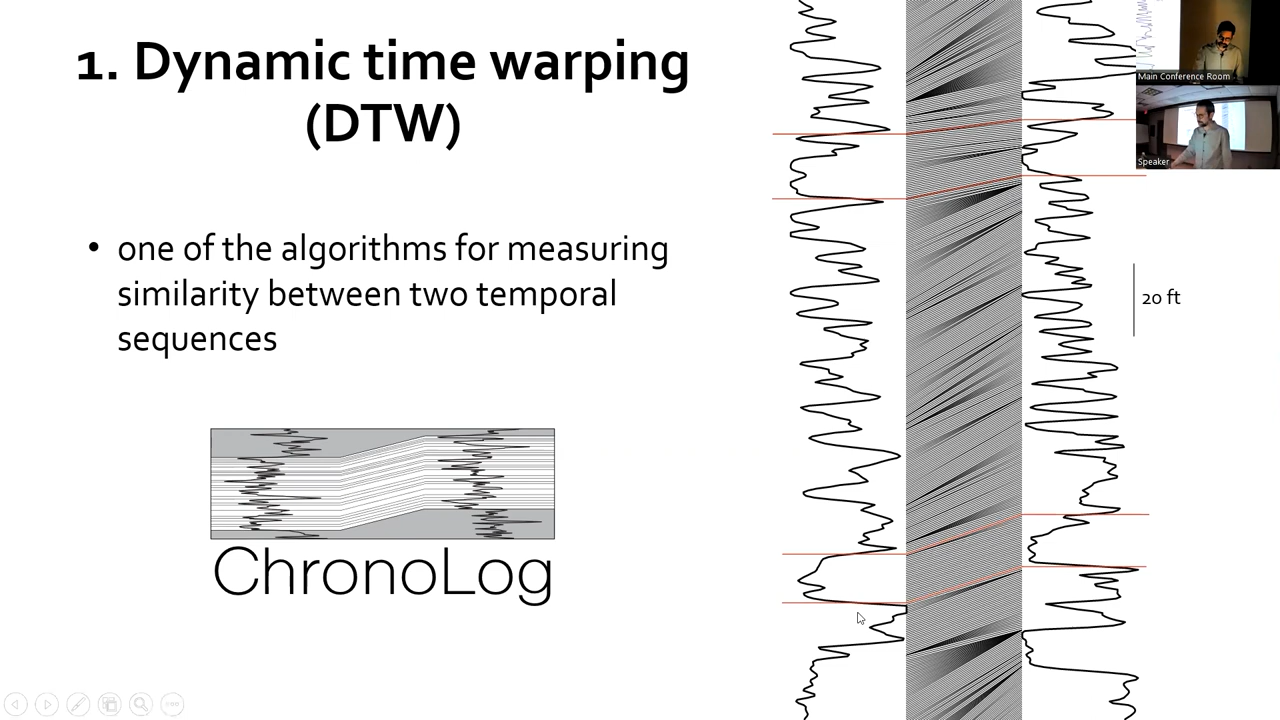 1. Dynamic time warping
(DTW)
• one of the algorithms for measuring
similarity between two temporal
sequences
ChronoLog
20 ft
Main Conference Room
Speaker